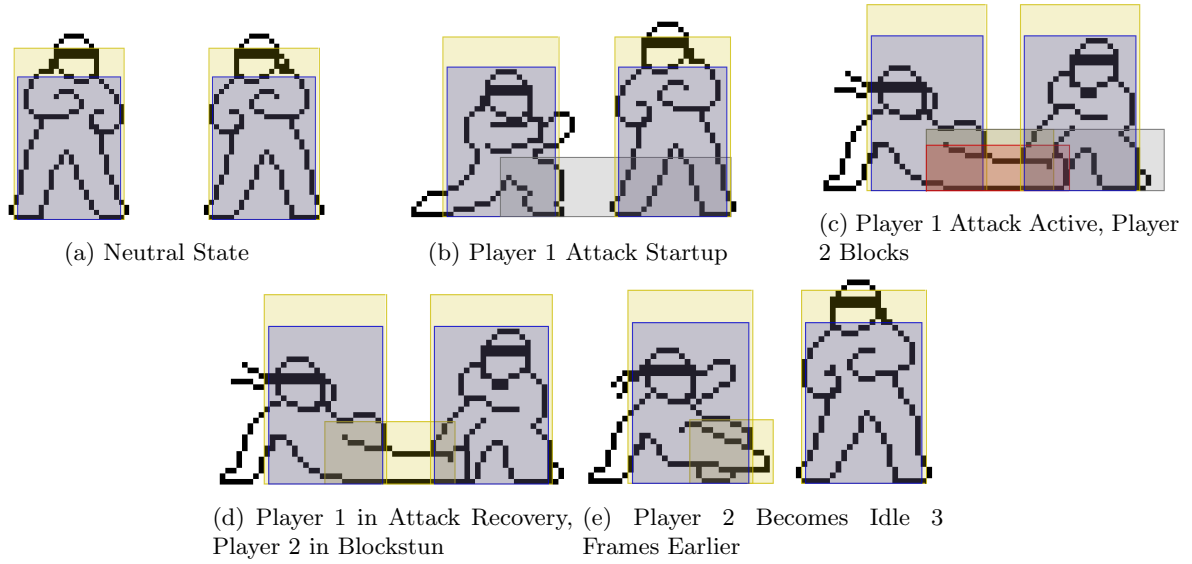 (a) Neutral State
(b) Player 1 Attack Startup
(c) Player 1 Attack Active, Player
2 Blocks
(d) Player 1 in Attack Recovery,
Player 2 in Blockstun
(e) Player 2 Becomes Idle 3
Frames Earlier